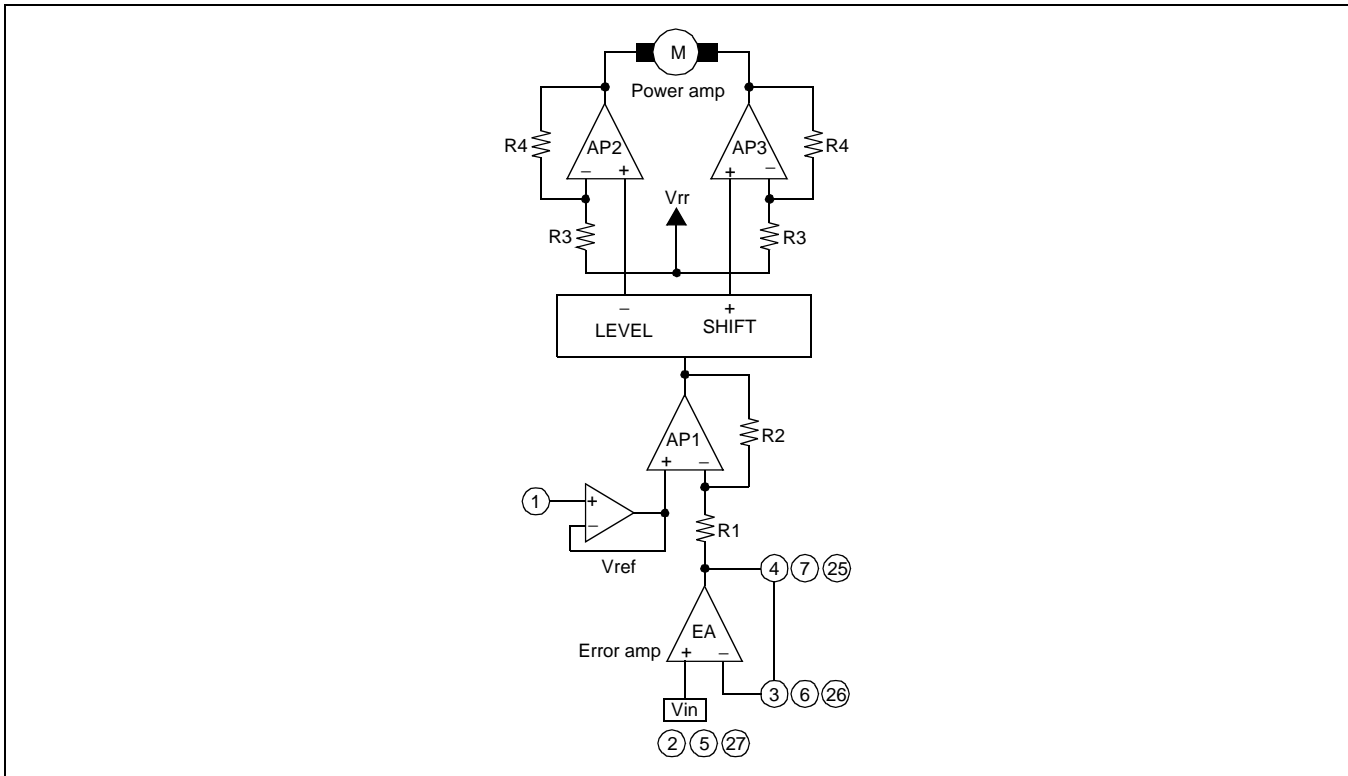 M
Power amp
R4 AP2 AP3 R4
− + + −
Vrr
R3 R3
− +
LEVEL SHIFT
AP1 R2
+ −
1 +
−
R1
Vref
4 7 25
EA
Error amp + −
3 6 26
Vin
2 5 27